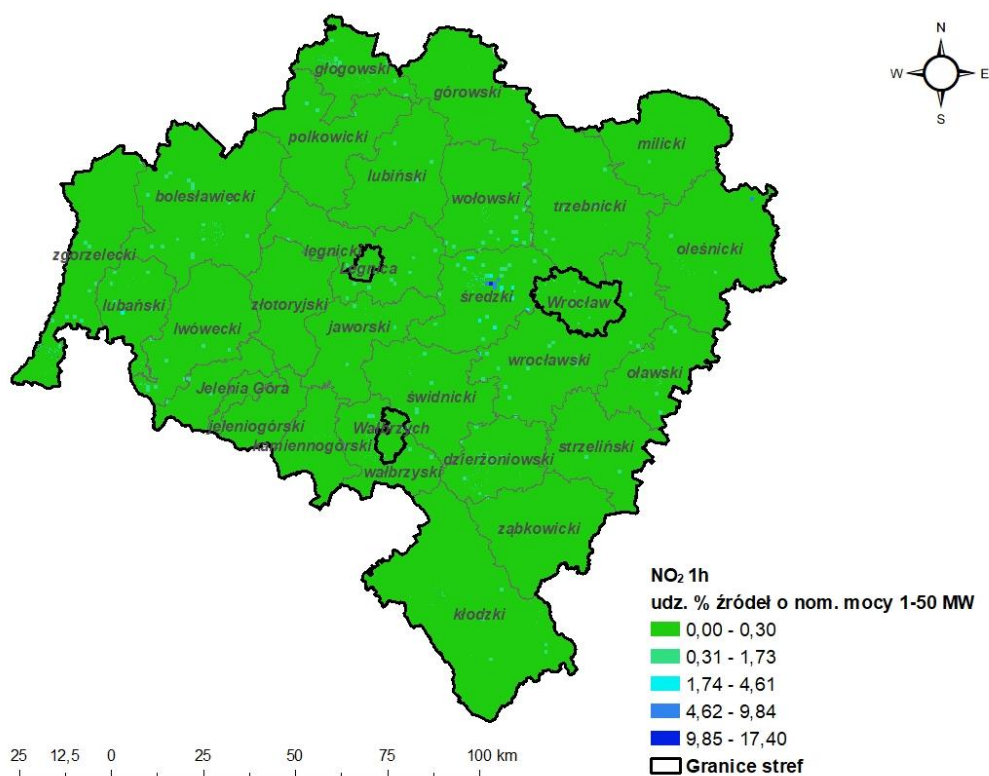 N
W E
S
głogowski
górowski
polkowicki
milicki
lubiński
bolesławiecki
wołowski
trzebnicki
oleśnicki
zgorzelecki
legnicki
Legnica
średzki
Wrocław
lubański
złotoryjski
lwówecki
jaworski
wrocławski
oławski
Jelenia Góra
świdnicki
jeleniogórski
Wałbrzych
kamiennogórski
strzeliński
dzierżoniowski
wałbrzyski
ząbkowicki
kłodzki
NO₂ 1h
udz. % źródeł o nom. mocy 1-50 MW
0,00 - 0,30
0,31 - 1,73
1,74 - 4,61
4,62 - 9,84
9,85 - 17,40
Granice stref
25 12,5 0 25 50 75 100 km